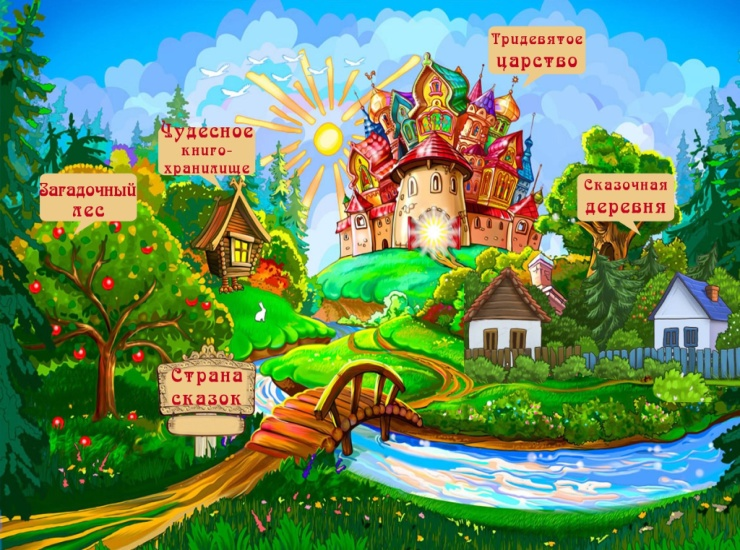 Тридевятое
царство
Чудесное
книго-
хранилище
Загадочный
лес
Сказочная
деревня
Страна
сказок